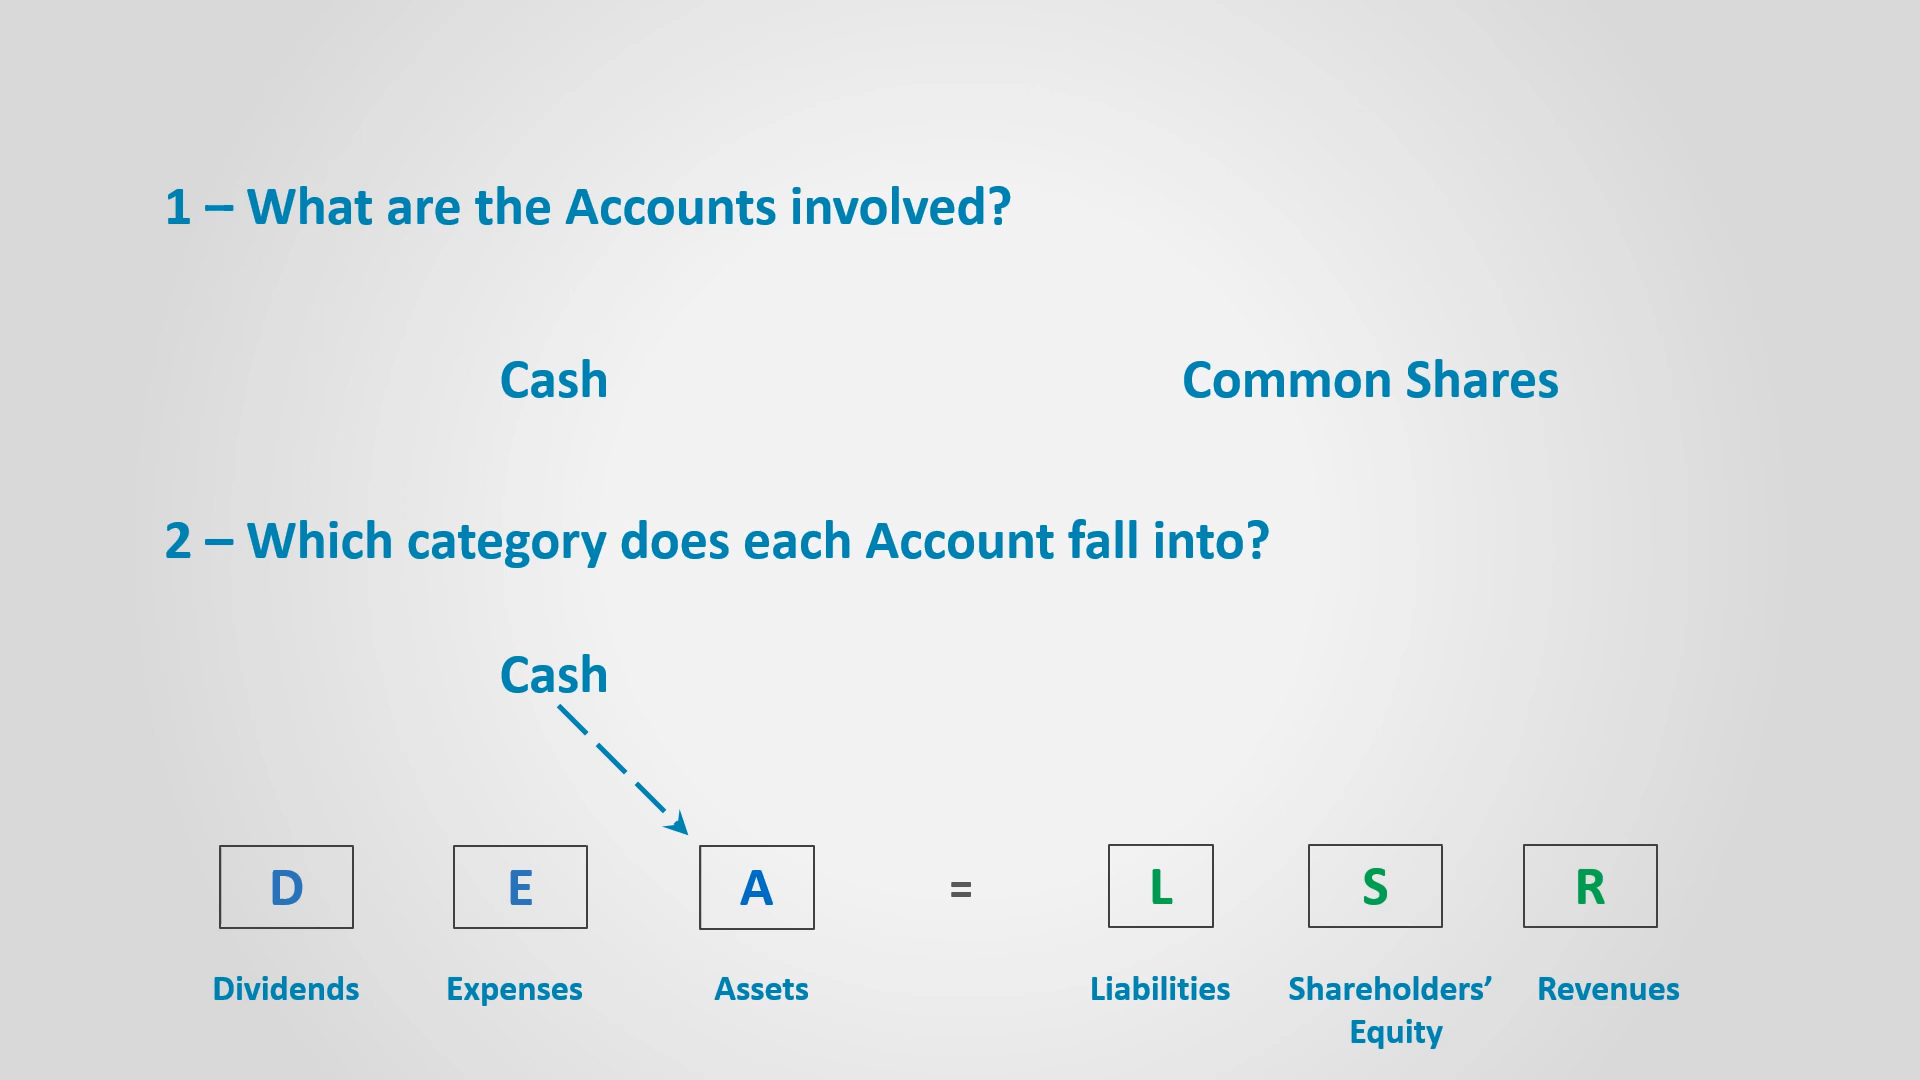 1 – What are the Accounts involved?
Cash Common Shares
2 – Which category does each Account fall into?
Cash
D E A = L S R
Dividends Expenses Assets Liabilities Shareholders’ Revenues
Equity